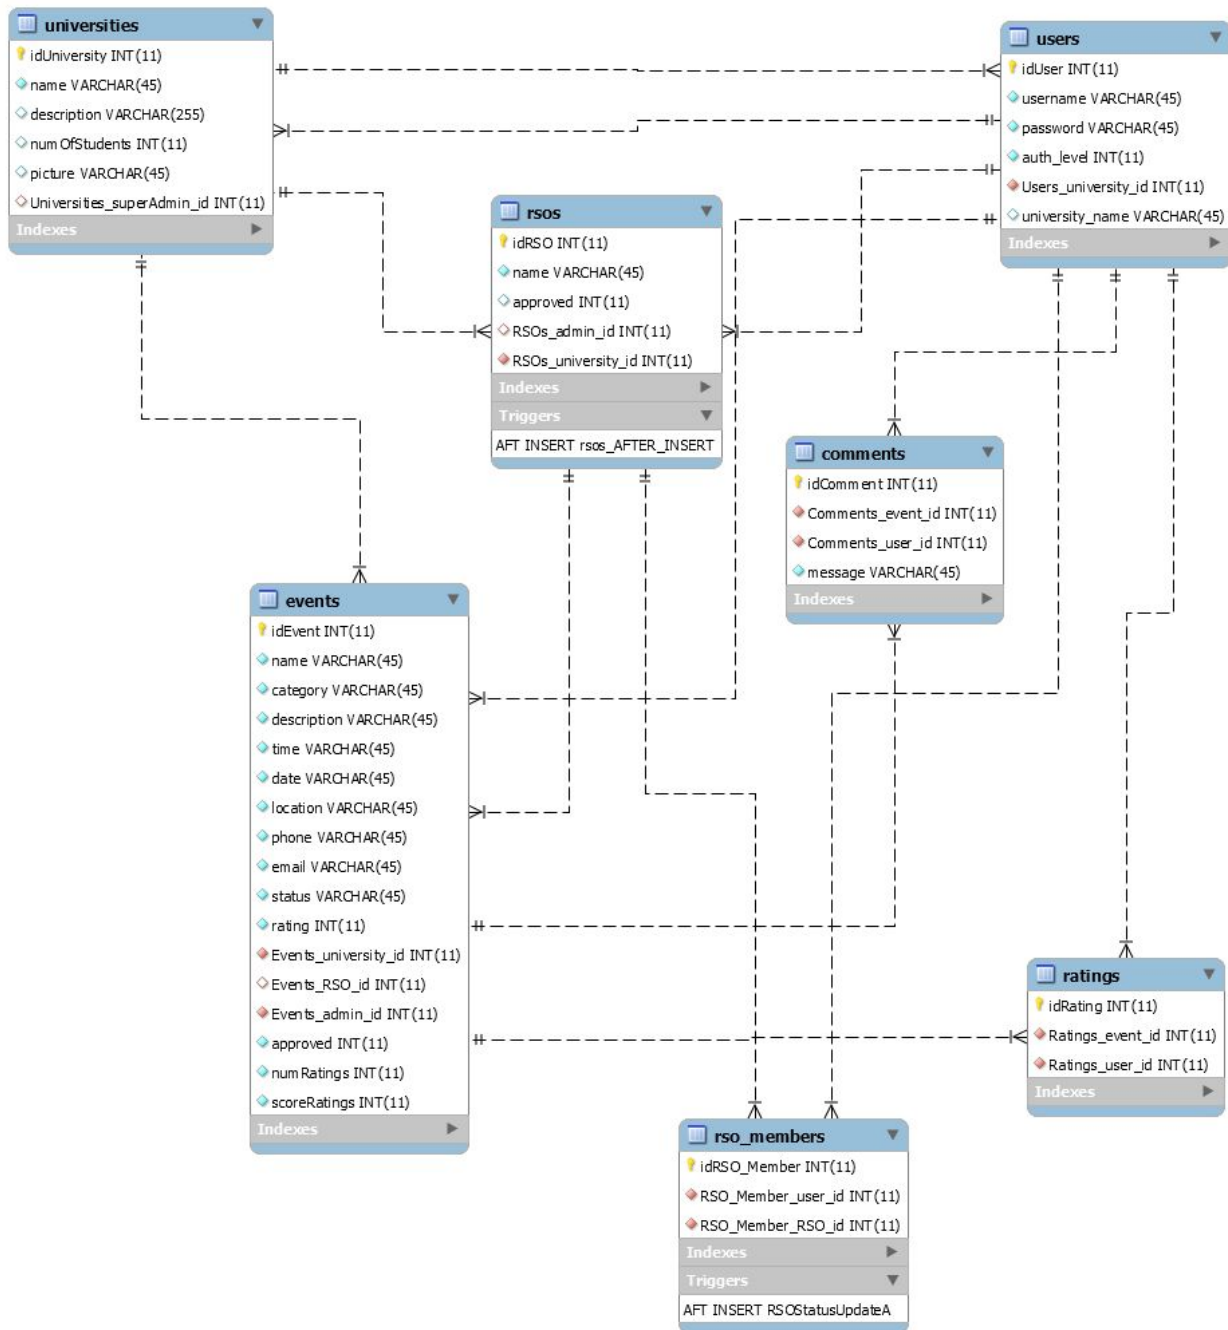 universities
idUniversity INT(11)
name VARCHAR(45)
description VARCHAR(255)
numOfStudents INT(11)
picture VARCHAR(45)
Universities_superAdmin_id INT(11)
Indexes
users
idUser INT(11)
username VARCHAR(45)
password VARCHAR(45)
auth_level INT(11)
Users_university_id INT(11)
university_name VARCHAR(45)
Indexes
rsos
idRSO INT(11)
name VARCHAR(45)
approved INT(11)
RSOs_admin_id INT(11)
RSOs_university_id INT(11)
Indexes
Triggers
AFT INSERT rsos_AFTER_INSERT
comments
idComment INT(11)
Comments_event_id INT(11)
Comments_user_id INT(11)
message VARCHAR(45)
Indexes
events
idEvent INT(11)
name VARCHAR(45)
category VARCHAR(45)
description VARCHAR(45)
time VARCHAR(45)
date VARCHAR(45)
location VARCHAR(45)
phone VARCHAR(45)
email VARCHAR(45)
status VARCHAR(45)
rating INT(11)
Events_university_id INT(11)
Events_RSO_id INT(11)
Events_admin_id INT(11)
approved INT(11)
numRatings INT(11)
scoreRatings INT(11)
Indexes
ratings
idRating INT(11)
Ratings_event_id INT(11)
Ratings_user_id INT(11)
Indexes
rso_members
idRSO_Member INT(11)
RSO_Member_user_id INT(11)
RSO_Member_RSO_id INT(11)
Indexes
Triggers
AFT INSERT RSOStatusUpdateA